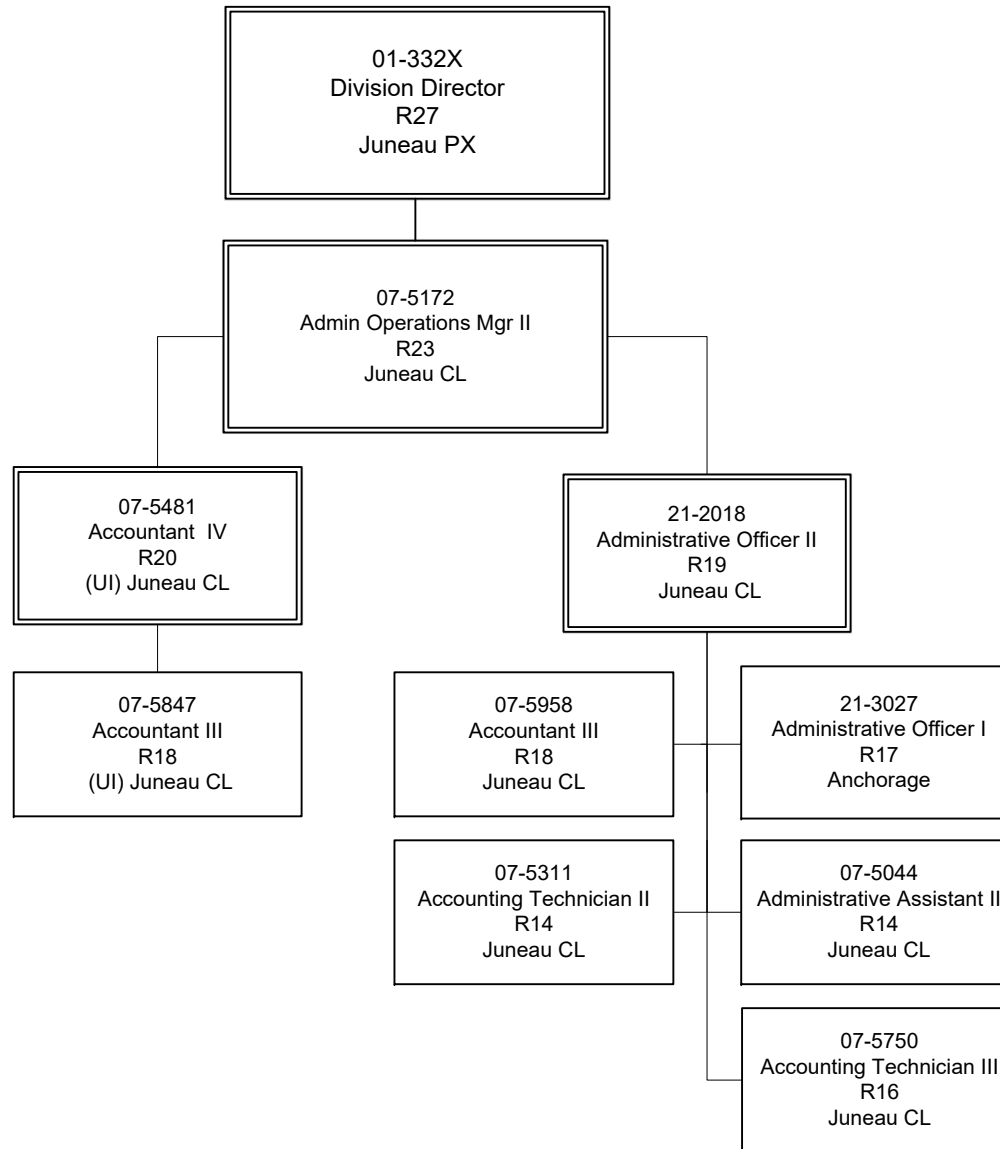 01-332X
Division Director
R27
Juneau PX
07-5172
Admin Operations Mgr II
R23
Juneau CL
07-5481
Accountant  IV
R20
(UI) Juneau CL
21-2018
Administrative Officer II
R19
Juneau CL
07-5847
Accountant III
R18
(UI) Juneau CL
07-5958
Accountant III
R18
Juneau CL
21-3027
Administrative Officer I
R17
Anchorage
07-5311
Accounting Technician II
R14
Juneau CL
07-5044
Administrative Assistant II
R14
Juneau CL
07-5750
Accounting Technician III
R16
Juneau CL